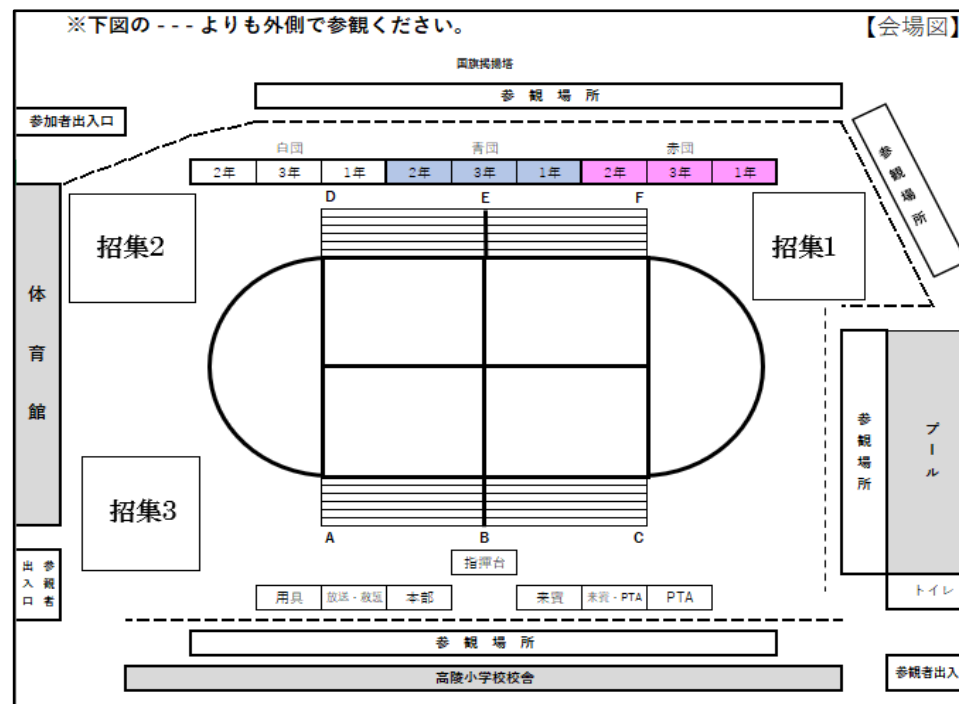 ※下図の - - - よりも外側で参観ください。
【会場図】
国旗掲揚塔
参観場所
参加者出入口
参観場所
白団 青団 赤団
2年 3年 1年 2年 3年 1年 2年 3年 1年
D E F
招集2
招集1
体育館
参観場所
プール
招集3
A B C
指揮台
参観者出入口
トイレ
用具 放送・救護 本部 来賓 来賓・PTA PTA
参観場所
参観者出入
高陵小学校校舎